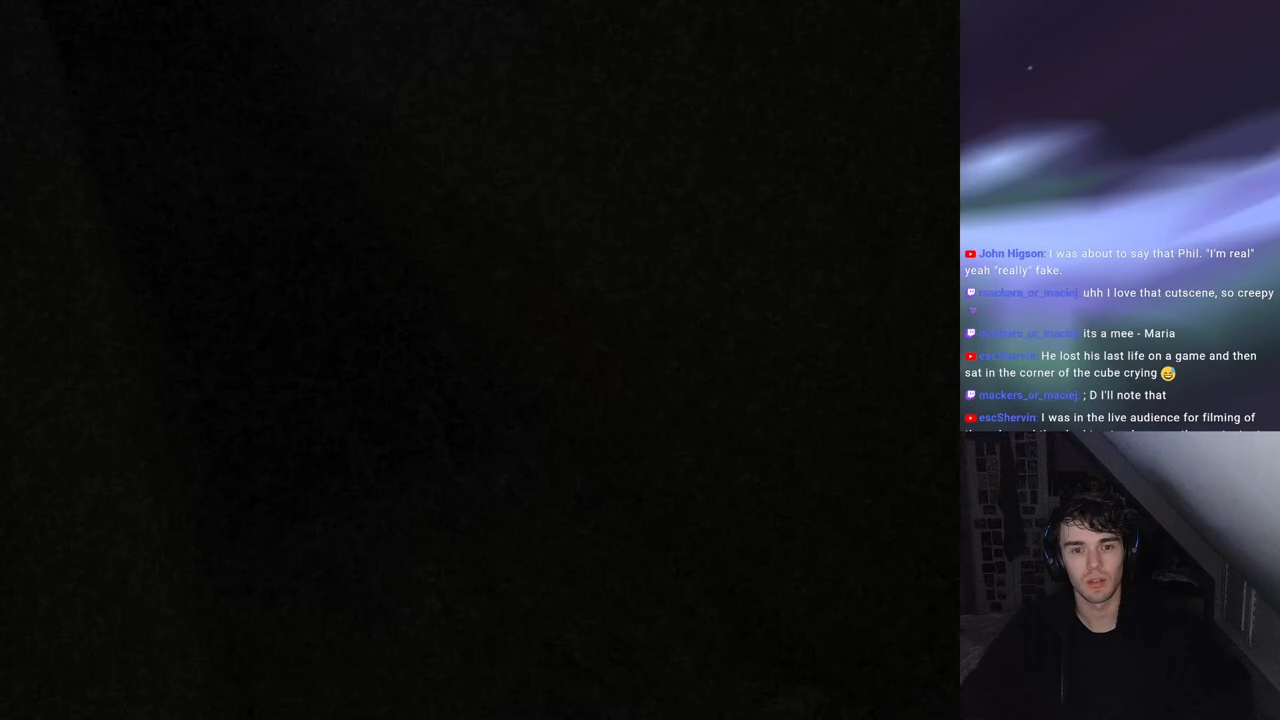 John Higson: I was about to say that Phil. "I'm real"
yeah "really" fake.
mackers_or_maciej: uhh I love that cutscene, so creepy
mackers_or_maciej: its a mee - Maria
escShervin: He lost his last life on a game and then
sat in the corner of the cube crying 😅
mackers_or_maciej: ; D I'll note that
escShervin: I was in the live audience for filming of